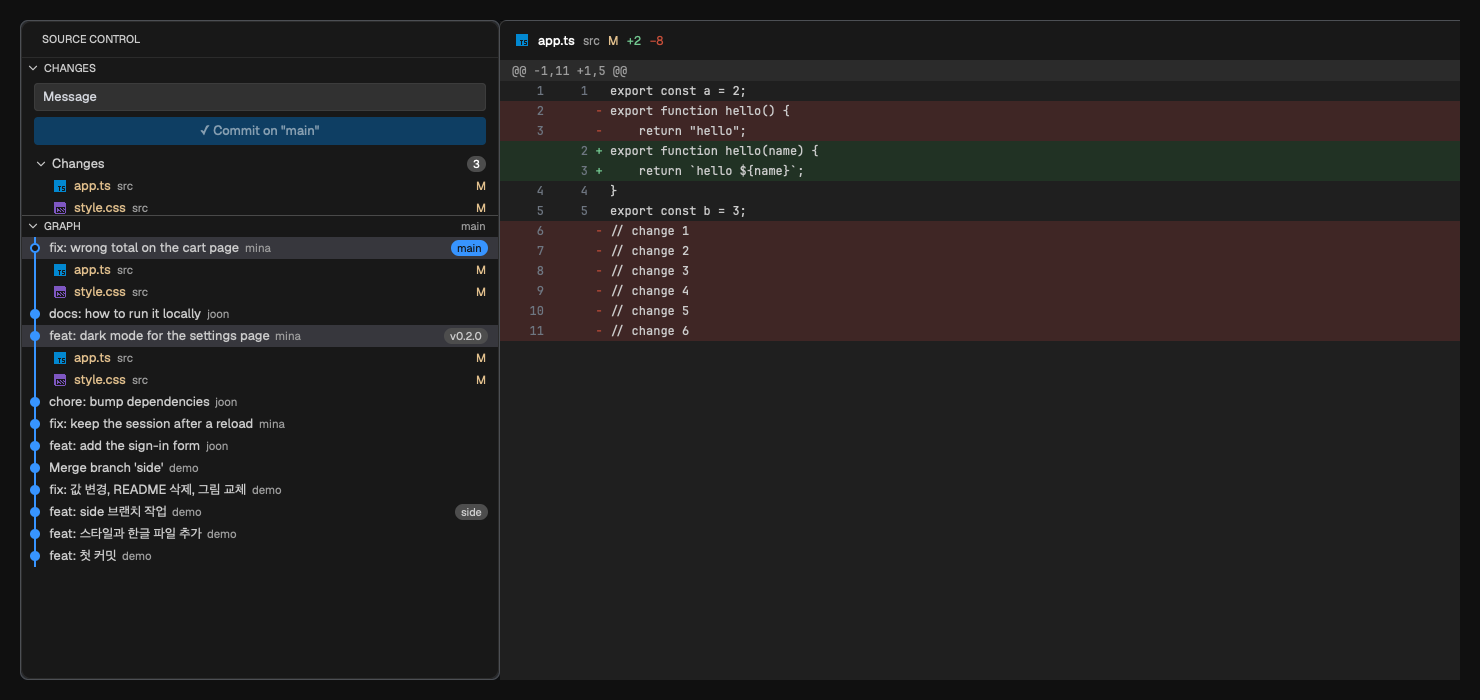 SOURCE CONTROL
CHANGES
Message
✓ Commit on "main"
Changes 3
app.ts src M
style.css src M
GRAPH main
fix: wrong total on the cart page mina main
app.ts src M
style.css src M
docs: how to run it locally joon
feat: dark mode for the settings page mina v0.2.0
app.ts src M
style.css src M
chore: bump dependencies joon
fix: keep the session after a reload mina
feat: add the sign-in form joon
Merge branch 'side' demo
fix: 값 변경, README 삭제, 그림 교체 demo
feat: side 브랜치 작업 demo side
feat: 스타일과 한글 파일 추가 demo
feat: 첫 커밋 demo
app.ts src M +2 −8
@@ -1,11 +1,5 @@
1 1 export const a = 2;
2 - export function hello() {
3 - return "hello";
2 + export function hello(name) {
3 + return `hello ${name}`;
4 4 }
5 5 export const b = 3;
6 - // change 1
7 - // change 2
8 - // change 3
9 - // change 4
10 - // change 5
11 - // change 6